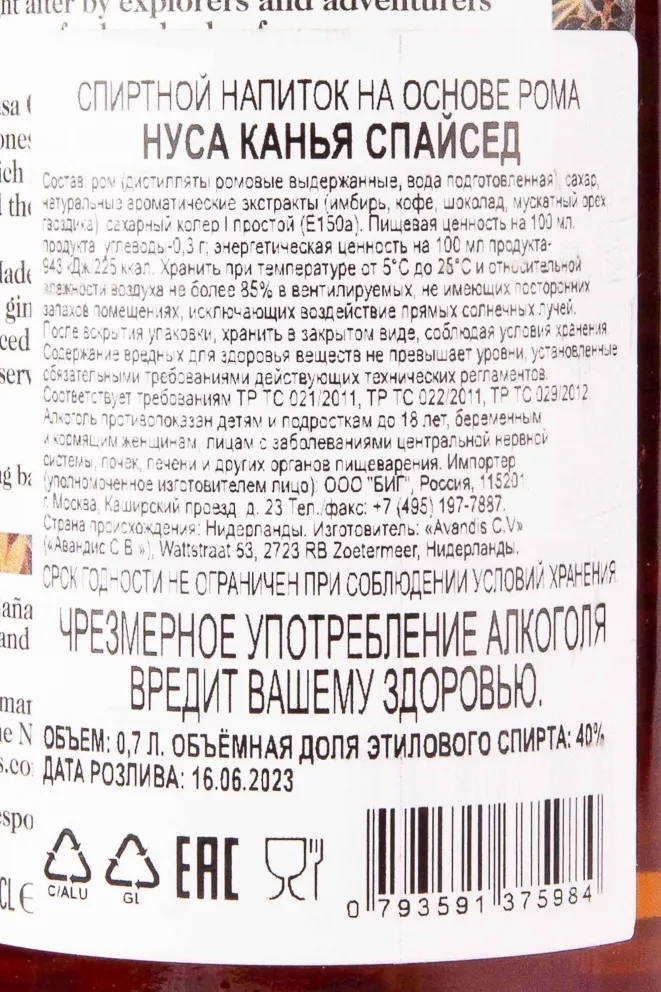 ht after by explorers and adventurers
СПИРТНОЙ НАПИТОК НА ОСНОВЕ РОМА
НУСА КАНЬЯ СПАЙСЕД
Состав: ром (дистилляты ромовые выдержанные, вода подготовленная), сахар,
натуральные ароматические экстракты (имбирь, кофе, шоколад, мускатный орех,
гвоздика), сахарный колер I простой (Е150а). Пищевая ценность на 100 мл.
продукта: углеводы-0,3 г; энергетическая ценность на 100 мл продукта-
943 кДж/225 ккал. Хранить при температуре от 5°С до 25°С и относительной
влажности воздуха не более 85% в вентилируемых, не имеющих посторонних
запахов помещениях, исключающих воздействие прямых солнечных лучей.
После вскрытия упаковки, хранить в закрытом виде, соблюдая условия хранения.
Содержание вредных для здоровья веществ не превышает уровни, установленные
обязательными требованиями действующих технических регламентов.
Соответствует требованиям ТР ТС 021/2011, ТР ТС 022/2011, ТР ТС 029/2012
Алкоголь противопоказан детям и подросткам до 18 лет, беременным
и кормящим женщинам, лицам с заболеваниями центральной нервной
системы, почек, печени и других органов пищеварения. Импортер
(уполномоченное изготовителем лицо): ООО "БИГ", Россия, 115201
г. Москва, Каширский проезд, д. 23 Тел./факс: +7 (495) 197-7887.
Страна происхождения: Нидерланды. Изготовитель: «Avandis C.V»
(«Авандис С.В.»), Wattstraat 53, 2723 RB Zoetermeer, Нидерланды.
СРОК ГОДНОСТИ НЕ ОГРАНИЧЕН ПРИ СОБЛЮДЕНИИ УСЛОВИЙ ХРАНЕНИЯ
ЧРЕЗМЕРНОЕ УПОТРЕБЛЕНИЕ АЛКОГОЛЯ
ВРЕДИТ ВАШЕМУ ЗДОРОВЬЮ.
ОБЪЕМ: 0,7 Л. ОБЪЁМНАЯ ДОЛЯ ЭТИЛОВОГО СПИРТА: 40%
ДАТА РОЗЛИВА: 16.06.2023
C/ALU GL EAC
0 793591 375984